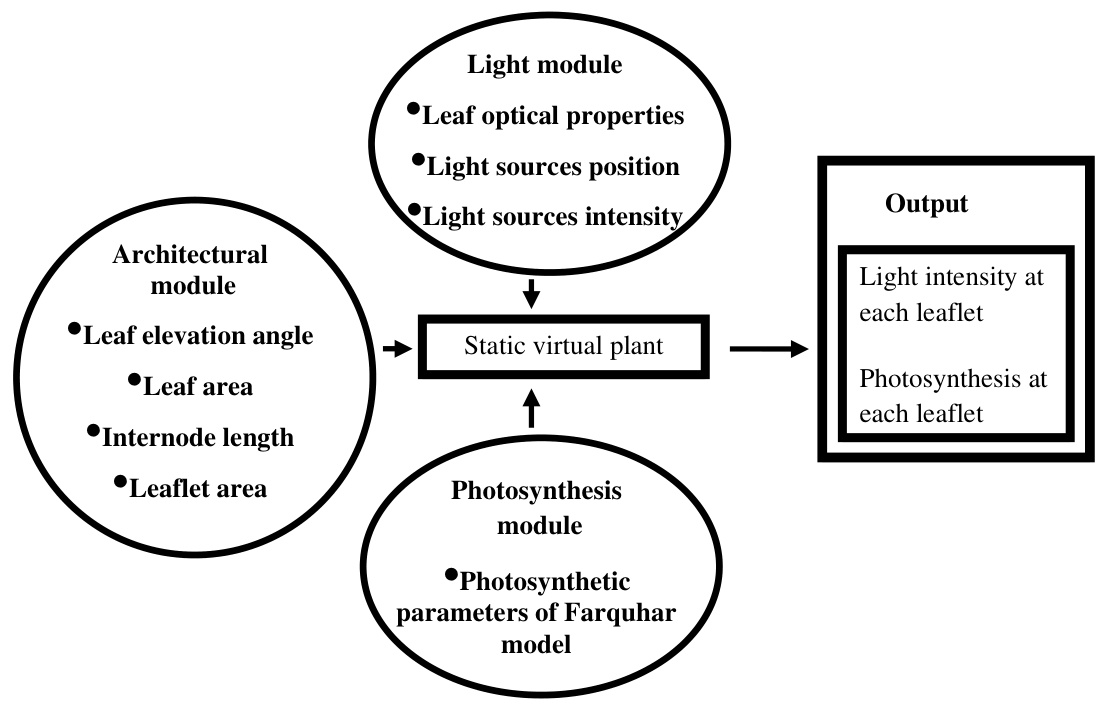 Light module
•Leaf optical properties
•Light sources position
•Light sources intensity
Architectural
module
•Leaf elevation angle
•Leaf area
•Internode length
•Leaflet area
Static virtual plant
Photosynthesis
module
•Photosynthetic
parameters of Farquhar
model
Output
Light intensity at
each leaflet
Photosynthesis at
each leaflet